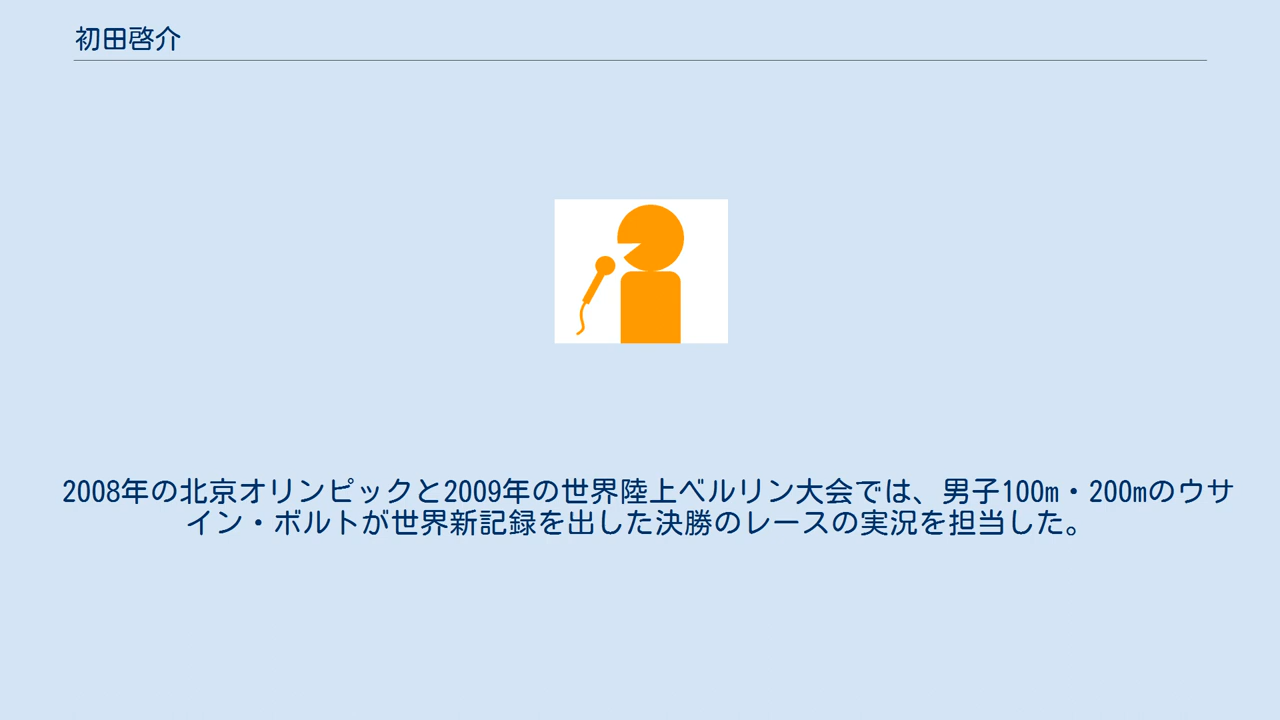 初田啓介
2008年の北京オリンピックと2009年の世界陸上ベルリン大会では、男子100m・200mのウサ
イン・ボルトが世界新記録を出した決勝のレースの実況を担当した。